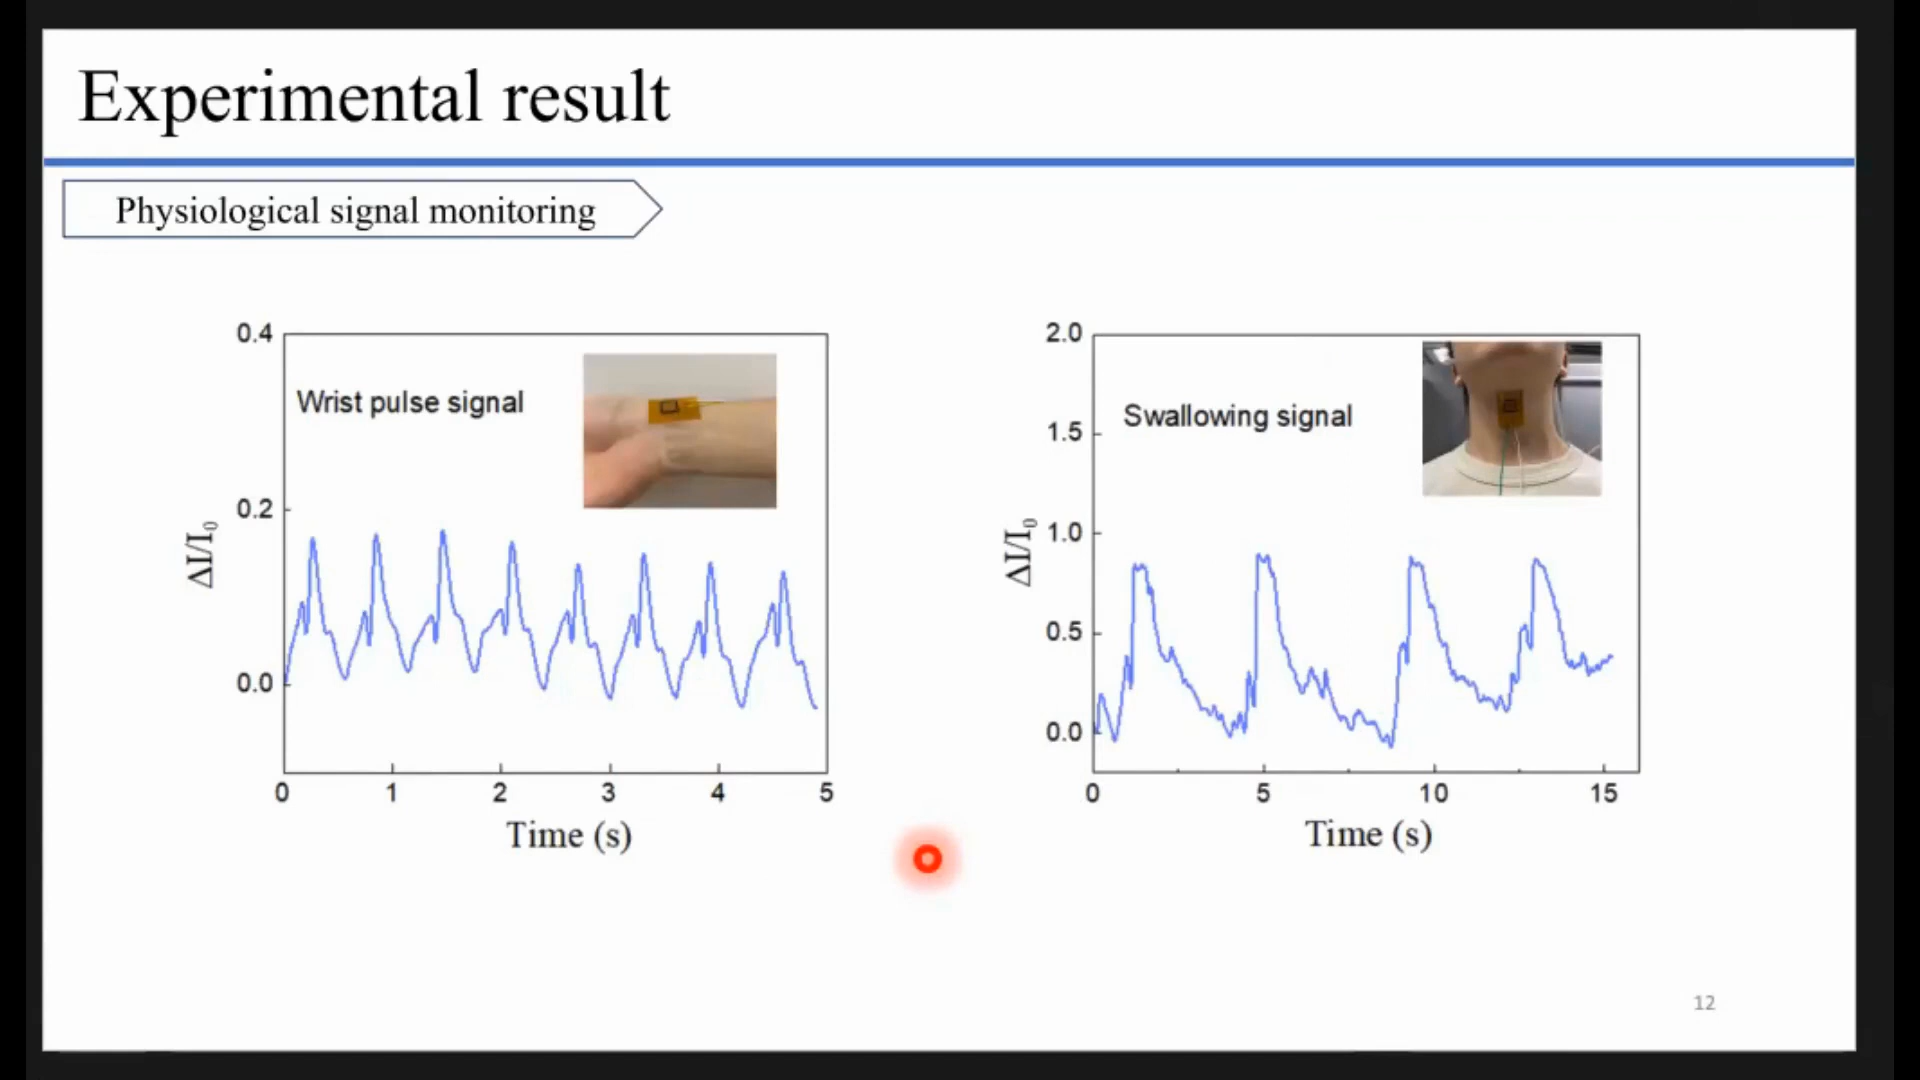 Experimental result
Physiological signal monitoring
0.4
0.2
0.0
ΔI/I₀
Wrist pulse signal
0 1 2 3 4 5
Time (s)
2.0
1.5
1.0
0.5
0.0
ΔI/I₀
Swallowing signal
0 5 10 15
Time (s)
12